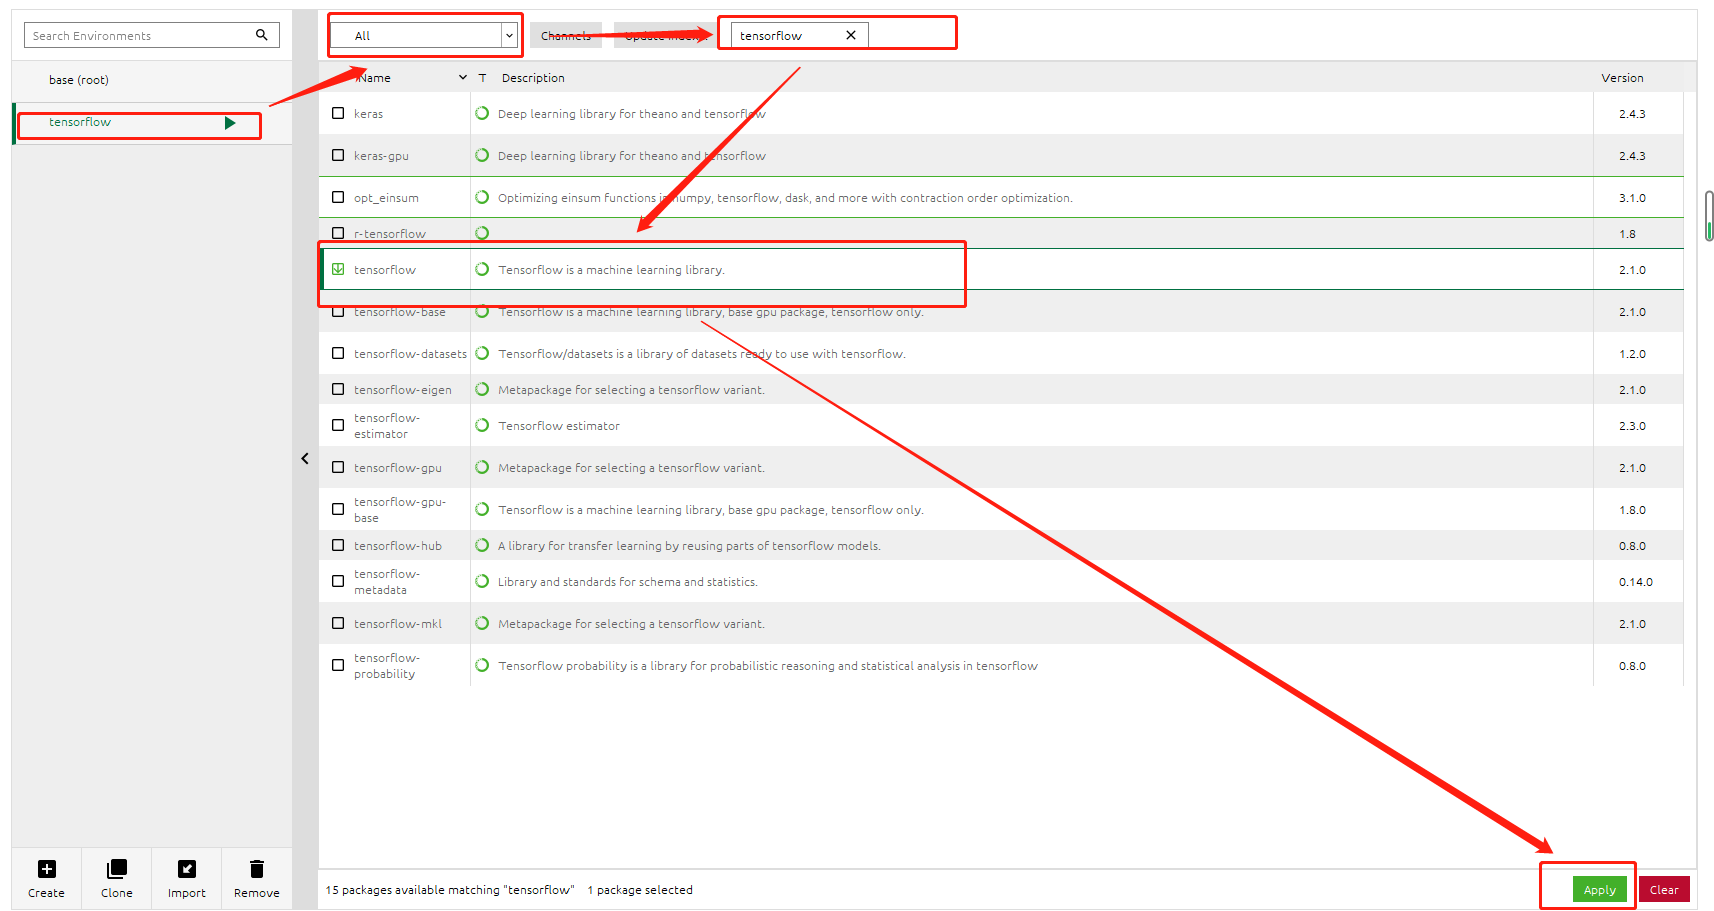 Search Environments
base (root)
tensorflow
Create
Clone
Import
Remove
All
Channels
Update index...
tensorflow
Name
T
Description
Version
keras
Deep learning library for theano and tensorflow
2.4.3
keras-gpu
Deep learning library for theano and tensorflow
2.4.3
opt_einsum
Optimizing einsum functions in numpy, tensorflow, dask, and more with contraction order optimization.
3.1.0
r-tensorflow
1.8
tensorflow
Tensorflow is a machine learning library.
2.1.0
tensorflow-base
Tensorflow is a machine learning library, base gpu package, tensorflow only.
2.1.0
tensorflow-datasets
Tensorflow/datasets is a library of datasets ready to use with tensorflow.
1.2.0
tensorflow-eigen
Metapackage for selecting a tensorflow variant.
2.1.0
tensorflow-
estimator
Tensorflow estimator
2.3.0
tensorflow-gpu
Metapackage for selecting a tensorflow variant.
2.1.0
tensorflow-gpu-
base
Tensorflow is a machine learning library, base gpu package, tensorflow only.
1.8.0
tensorflow-hub
A library for transfer learning by reusing parts of tensorflow models.
0.8.0
tensorflow-
metadata
Library and standards for schema and statistics.
0.14.0
tensorflow-mkl
Metapackage for selecting a tensorflow variant.
2.1.0
tensorflow-
probability
Tensorflow probability is a library for probabilistic reasoning and statistical analysis in tensorflow
0.8.0
15 packages available matching "tensorflow"
1 package selected
Apply
Clear